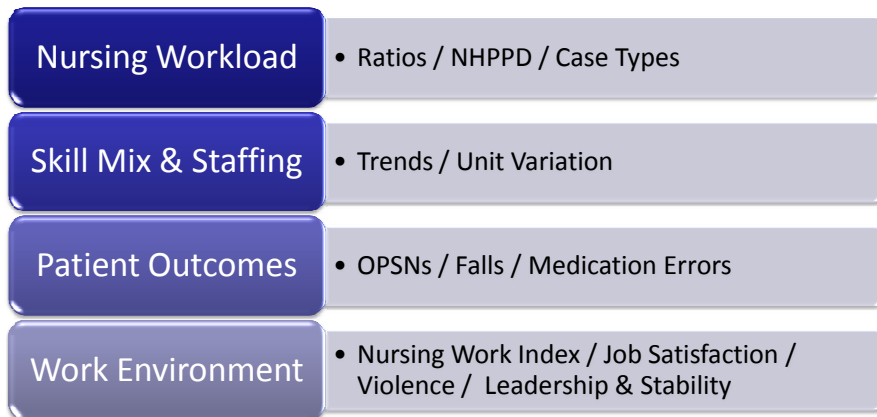 Nursing Workload
• Ratios / NHPPD / Case Types
Skill Mix & Staffing
• Trends / Unit Variation
Patient Outcomes
• OPSNs / Falls / Medication Errors
Work Environment
• Nursing Work Index / Job Satisfaction /
Violence /  Leadership & Stability